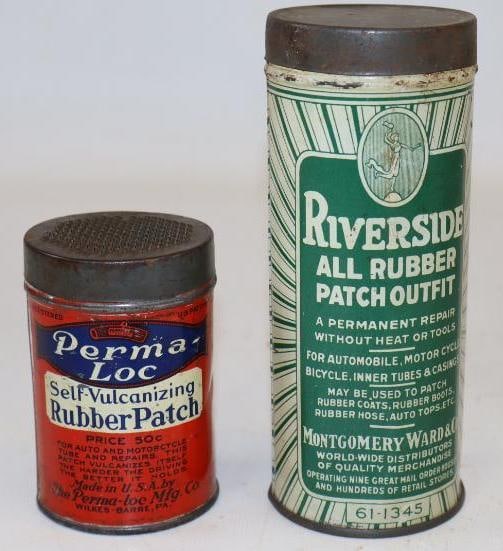 Perma-
Loc
Self-Vulcanizing
Rubber Patch
PRICE 50c
FOR AUTO AND MOTORCYCLE
TUBE AND REPAIRS. THIS
PATCH VULCANIZES ITSELF
THE HARDER THE DRIVING
THE BETTER IT HOLDS
Made in U.S.A. by
The Perma-loc Mfg. Co.
WILKES-BARRE, PA.
RIVERSIDE
ALL RUBBER
PATCH OUTFIT
A PERMANENT REPAIR
WITHOUT HEAT OR TOOLS
FOR AUTOMOBILE, MOTOR CYCLE
BICYCLE, INNER TUBES & CASINGS
MAY BE USED TO PATCH
RUBBER COATS, RUBBER BOOTS,
RUBBER HOSE, AUTO TOPS, ETC.
MONTGOMERY WARD & C
WORLD-WIDE DISTRIBUTORS
OF QUALITY MERCHANDISE
OPERATING NINE GREAT MAIL ORDER HOUSES
AND HUNDREDS OF RETAIL STORES
61-1345